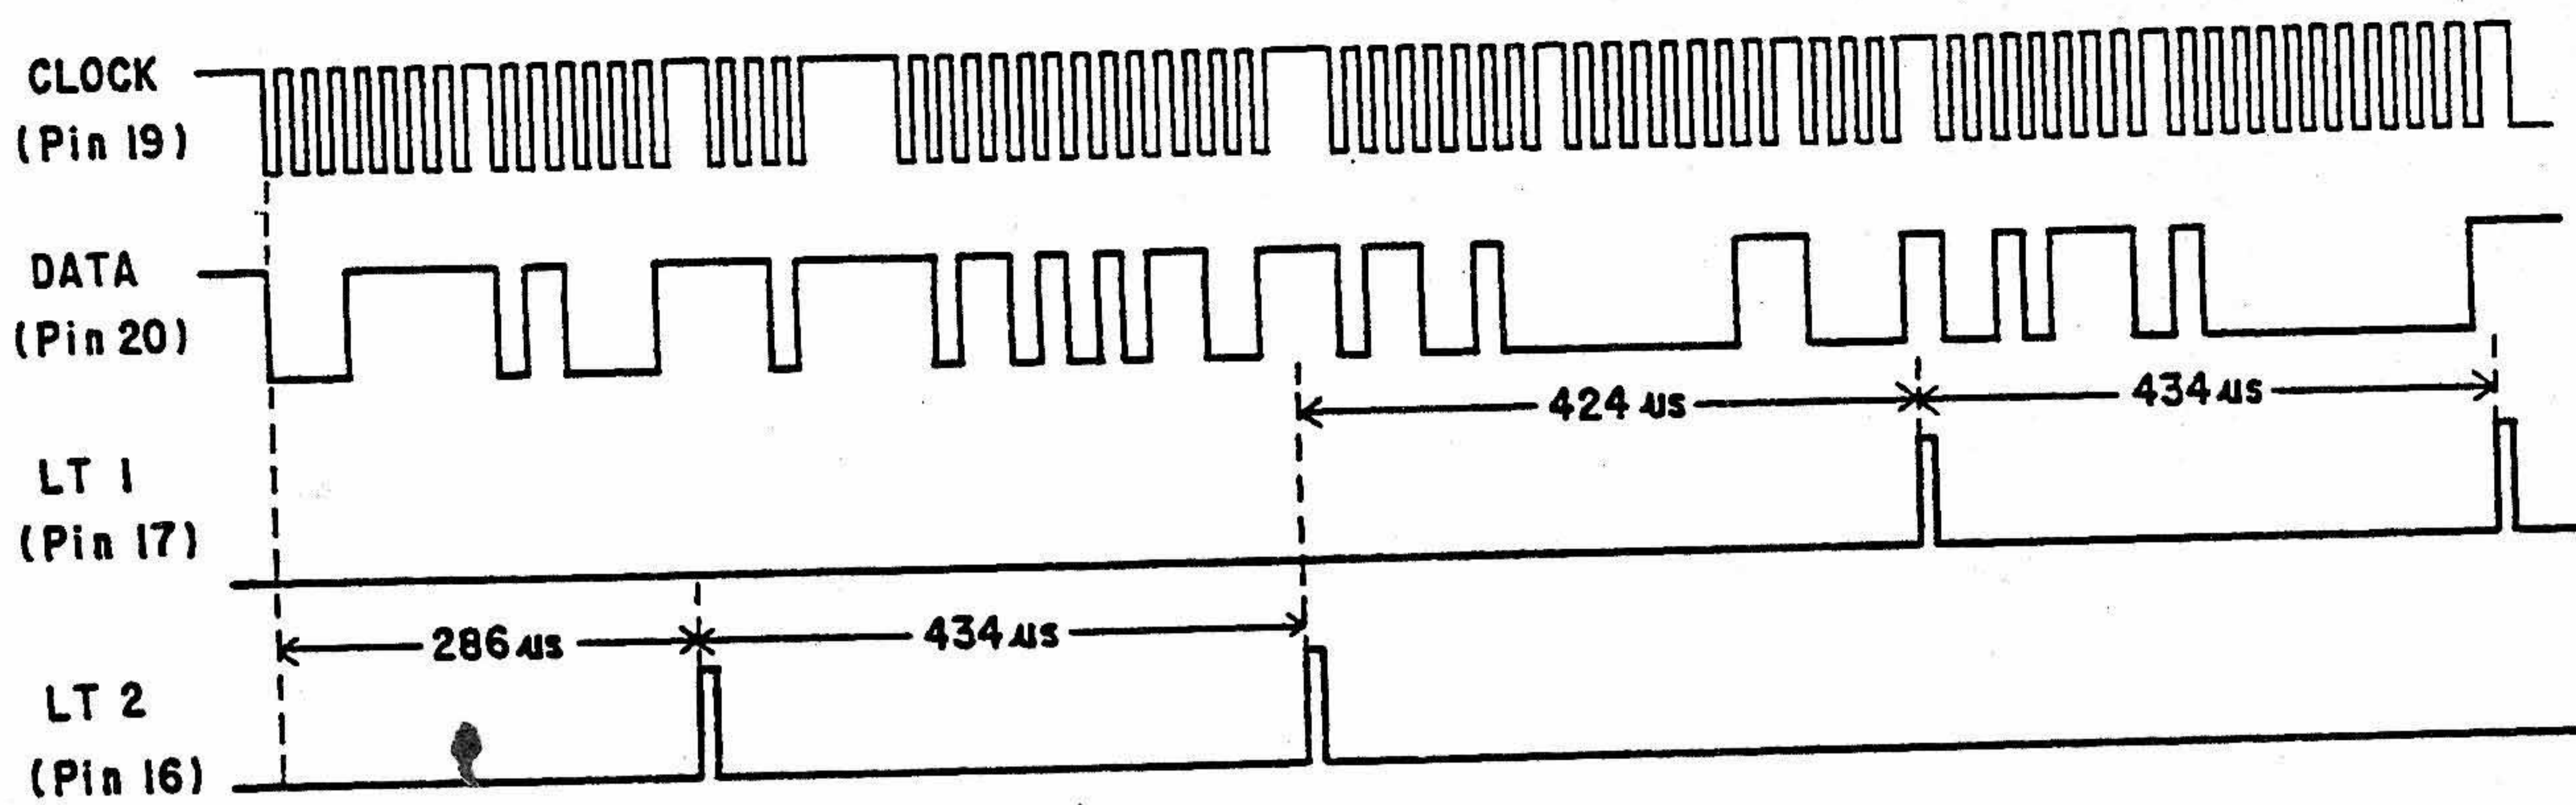 CLOCK
(Pin 19)
DATA
(Pin 20)
424 µs
434 µs
LT 1
(Pin 17)
286 µs
434 µs
LT 2
(Pin 16)